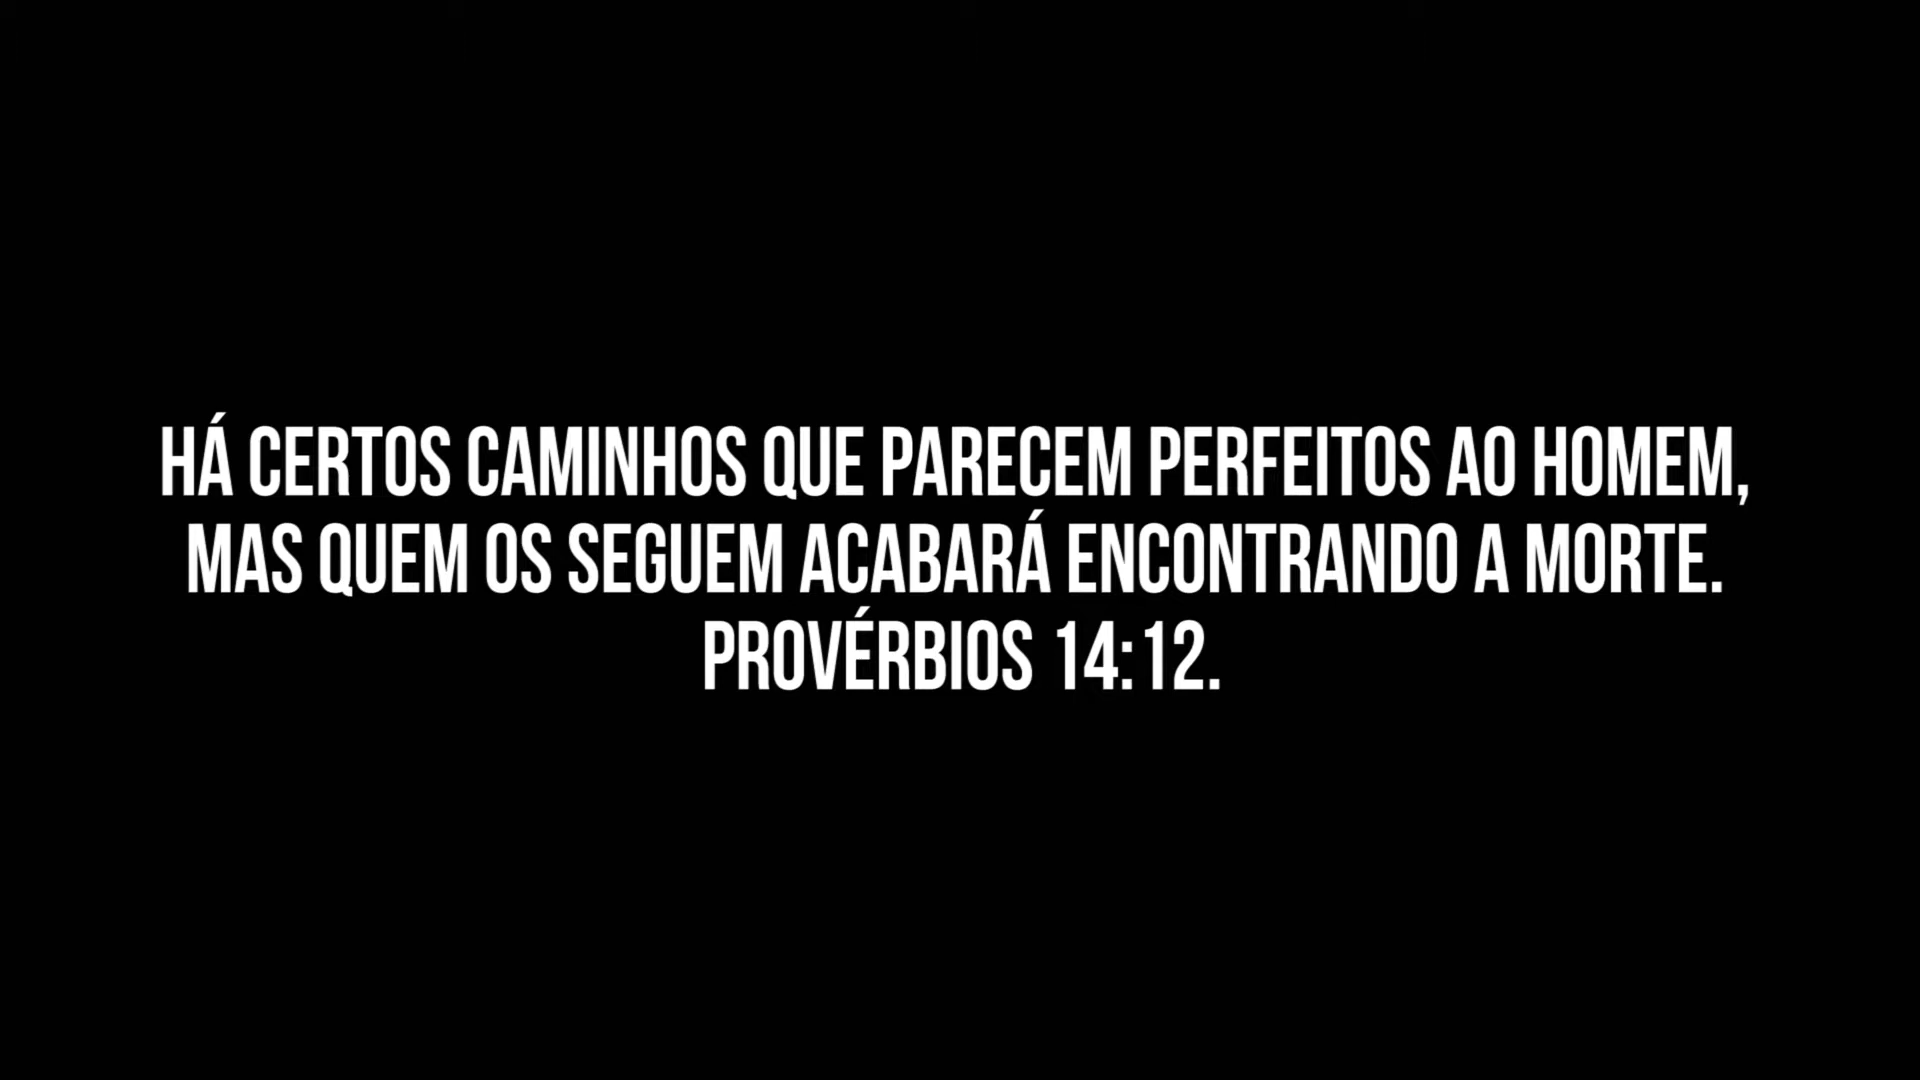 HÁ CERTOS CAMINHOS QUE PARECEM PERFEITOS AO HOMEM,
MAS QUEM OS SEGUEM ACABARÁ ENCONTRANDO A MORTE.
PROVÉRBIOS 14:12.